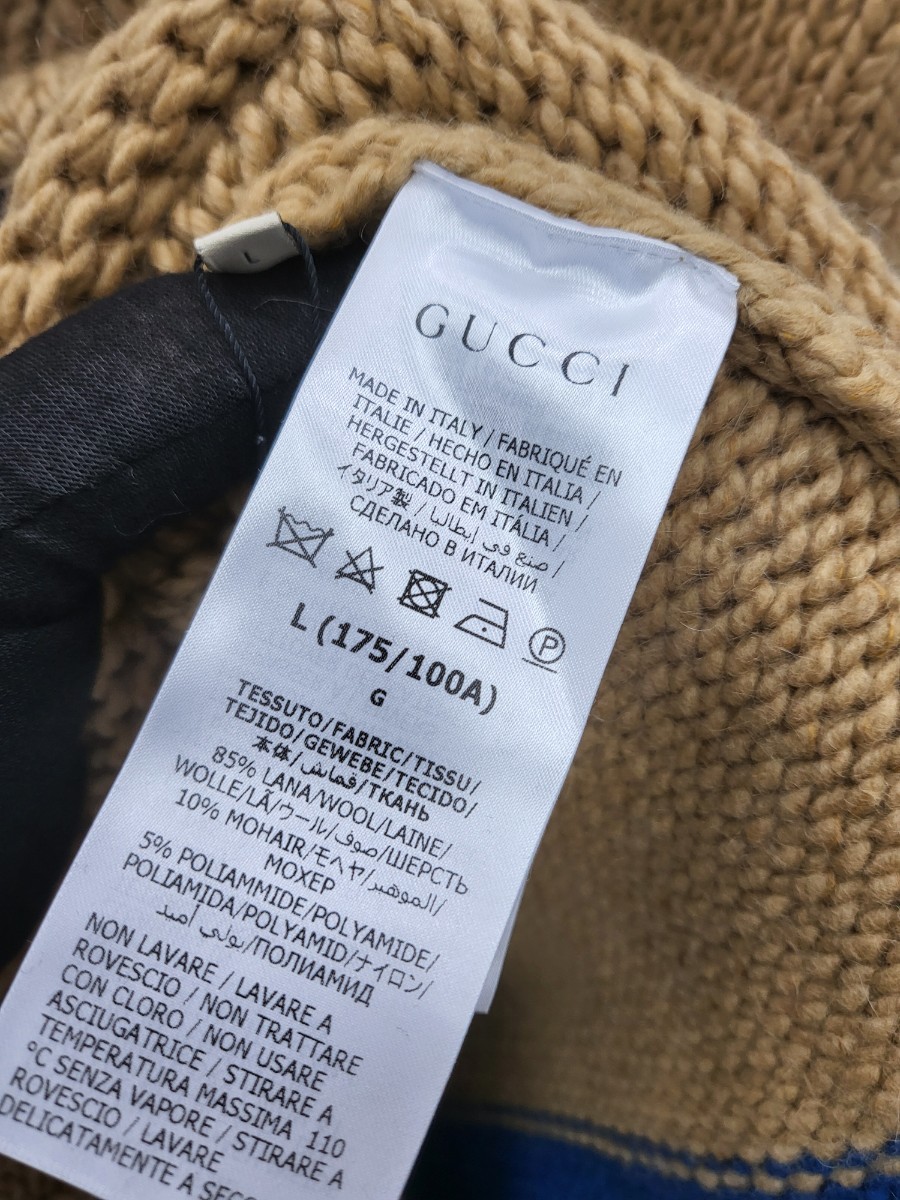 L
GUCCI
MADE IN ITALY / FABRIQUÉ EN
ITALIE / HECHO EN ITALIA /
HERGESTELLT IN ITALIEN /
FABRICADO EM ITÁLIA /
イタリア製 / صنع في إيطاليا /
СДЕЛАНО В ИТАЛИИ
P
L (175/100A)
G
TESSUTO/FABRIC/TISSU/
TEJIDO/GEWEBE/TECIDO/
本体/قماش/ТКАНЬ
85% LANA/WOOL/LAINE/
WOLLE/LÃ/ウール/صوف/ШЕРСТЬ
10% MOHAIR/モヘヤ/الموهير/
МОХЕР
5% POLIAMMIDE/POLYAMIDE/
POLIAMIDA/POLYAMID/ナイロン/
بولي أميد/ПОЛИАМИД
NON LAVARE / LAVARE A
ROVESCIO / NON TRATTARE
CON CLORO / NON USARE
ASCIUGATRICE / STIRARE A
TEMPERATURA MASSIMA 110
°C SENZA VAPORE / STIRARE A
ROVESCIO / LAVARE
DELICATAMENTE A SECCO